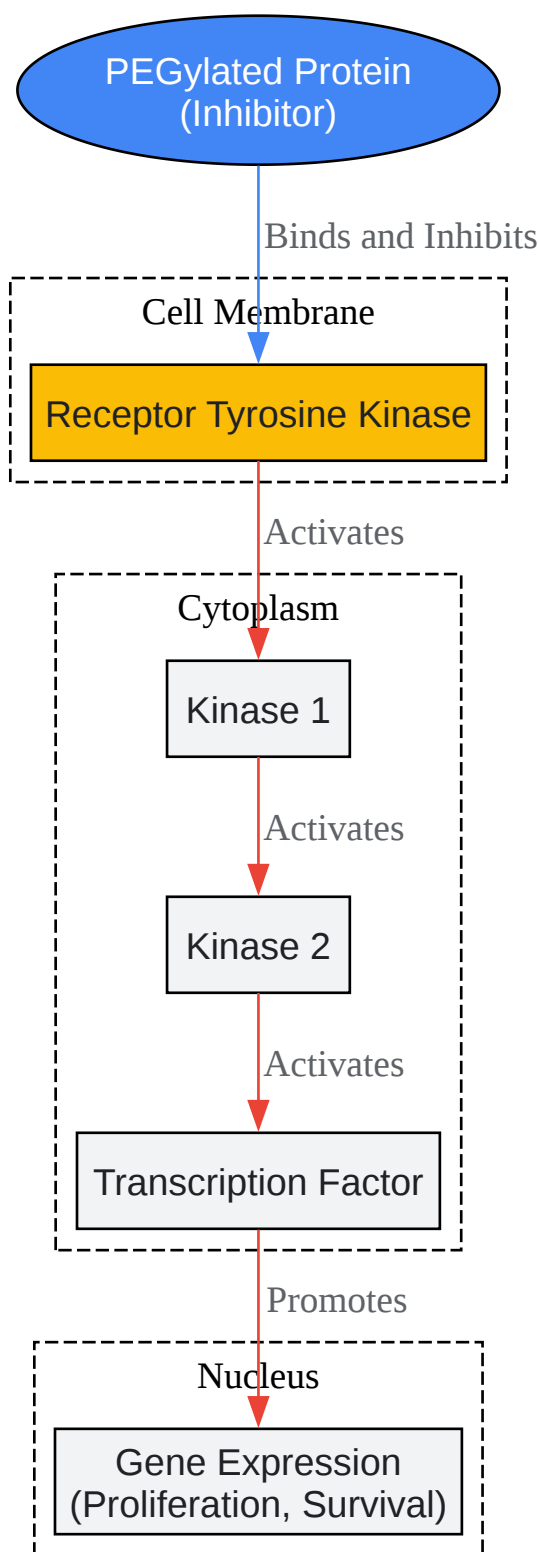 PEGylated Protein
(Inhibitor)
Binds and Inhibits
Cell Membrane
Receptor Tyrosine Kinase
Activates
Cytoplasm
Kinase 1
Activates
Kinase 2
Activates
Transcription Factor
Promotes
Nucleus
Gene Expression
(Proliferation, Survival)